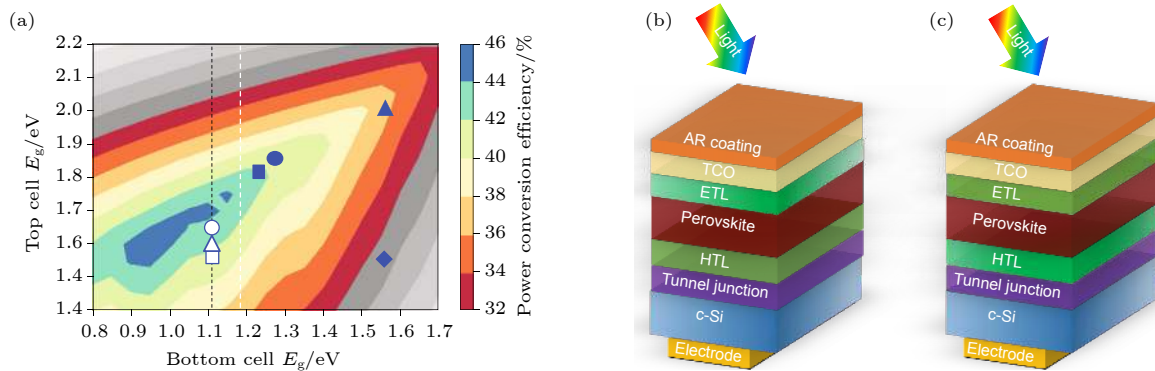 (a)
2.2
2.1
2.0
1.9
1.8
1.7
1.6
1.5
1.4
Top cell Eg/eV
0.8 0.9 1.0 1.1 1.2 1.3 1.4 1.5 1.6 1.7
Bottom cell Eg/eV
46
44
42
40
38
36
34
32
Power conversion efficiency/%
(b)
Light
AR coating
TCO
ETL
Perovskite
HTL
Tunnel junction
c-Si
Electrode
(c)
Light
AR coating
TCO
ETL
Perovskite
HTL
Tunnel junction
c-Si
Electrode